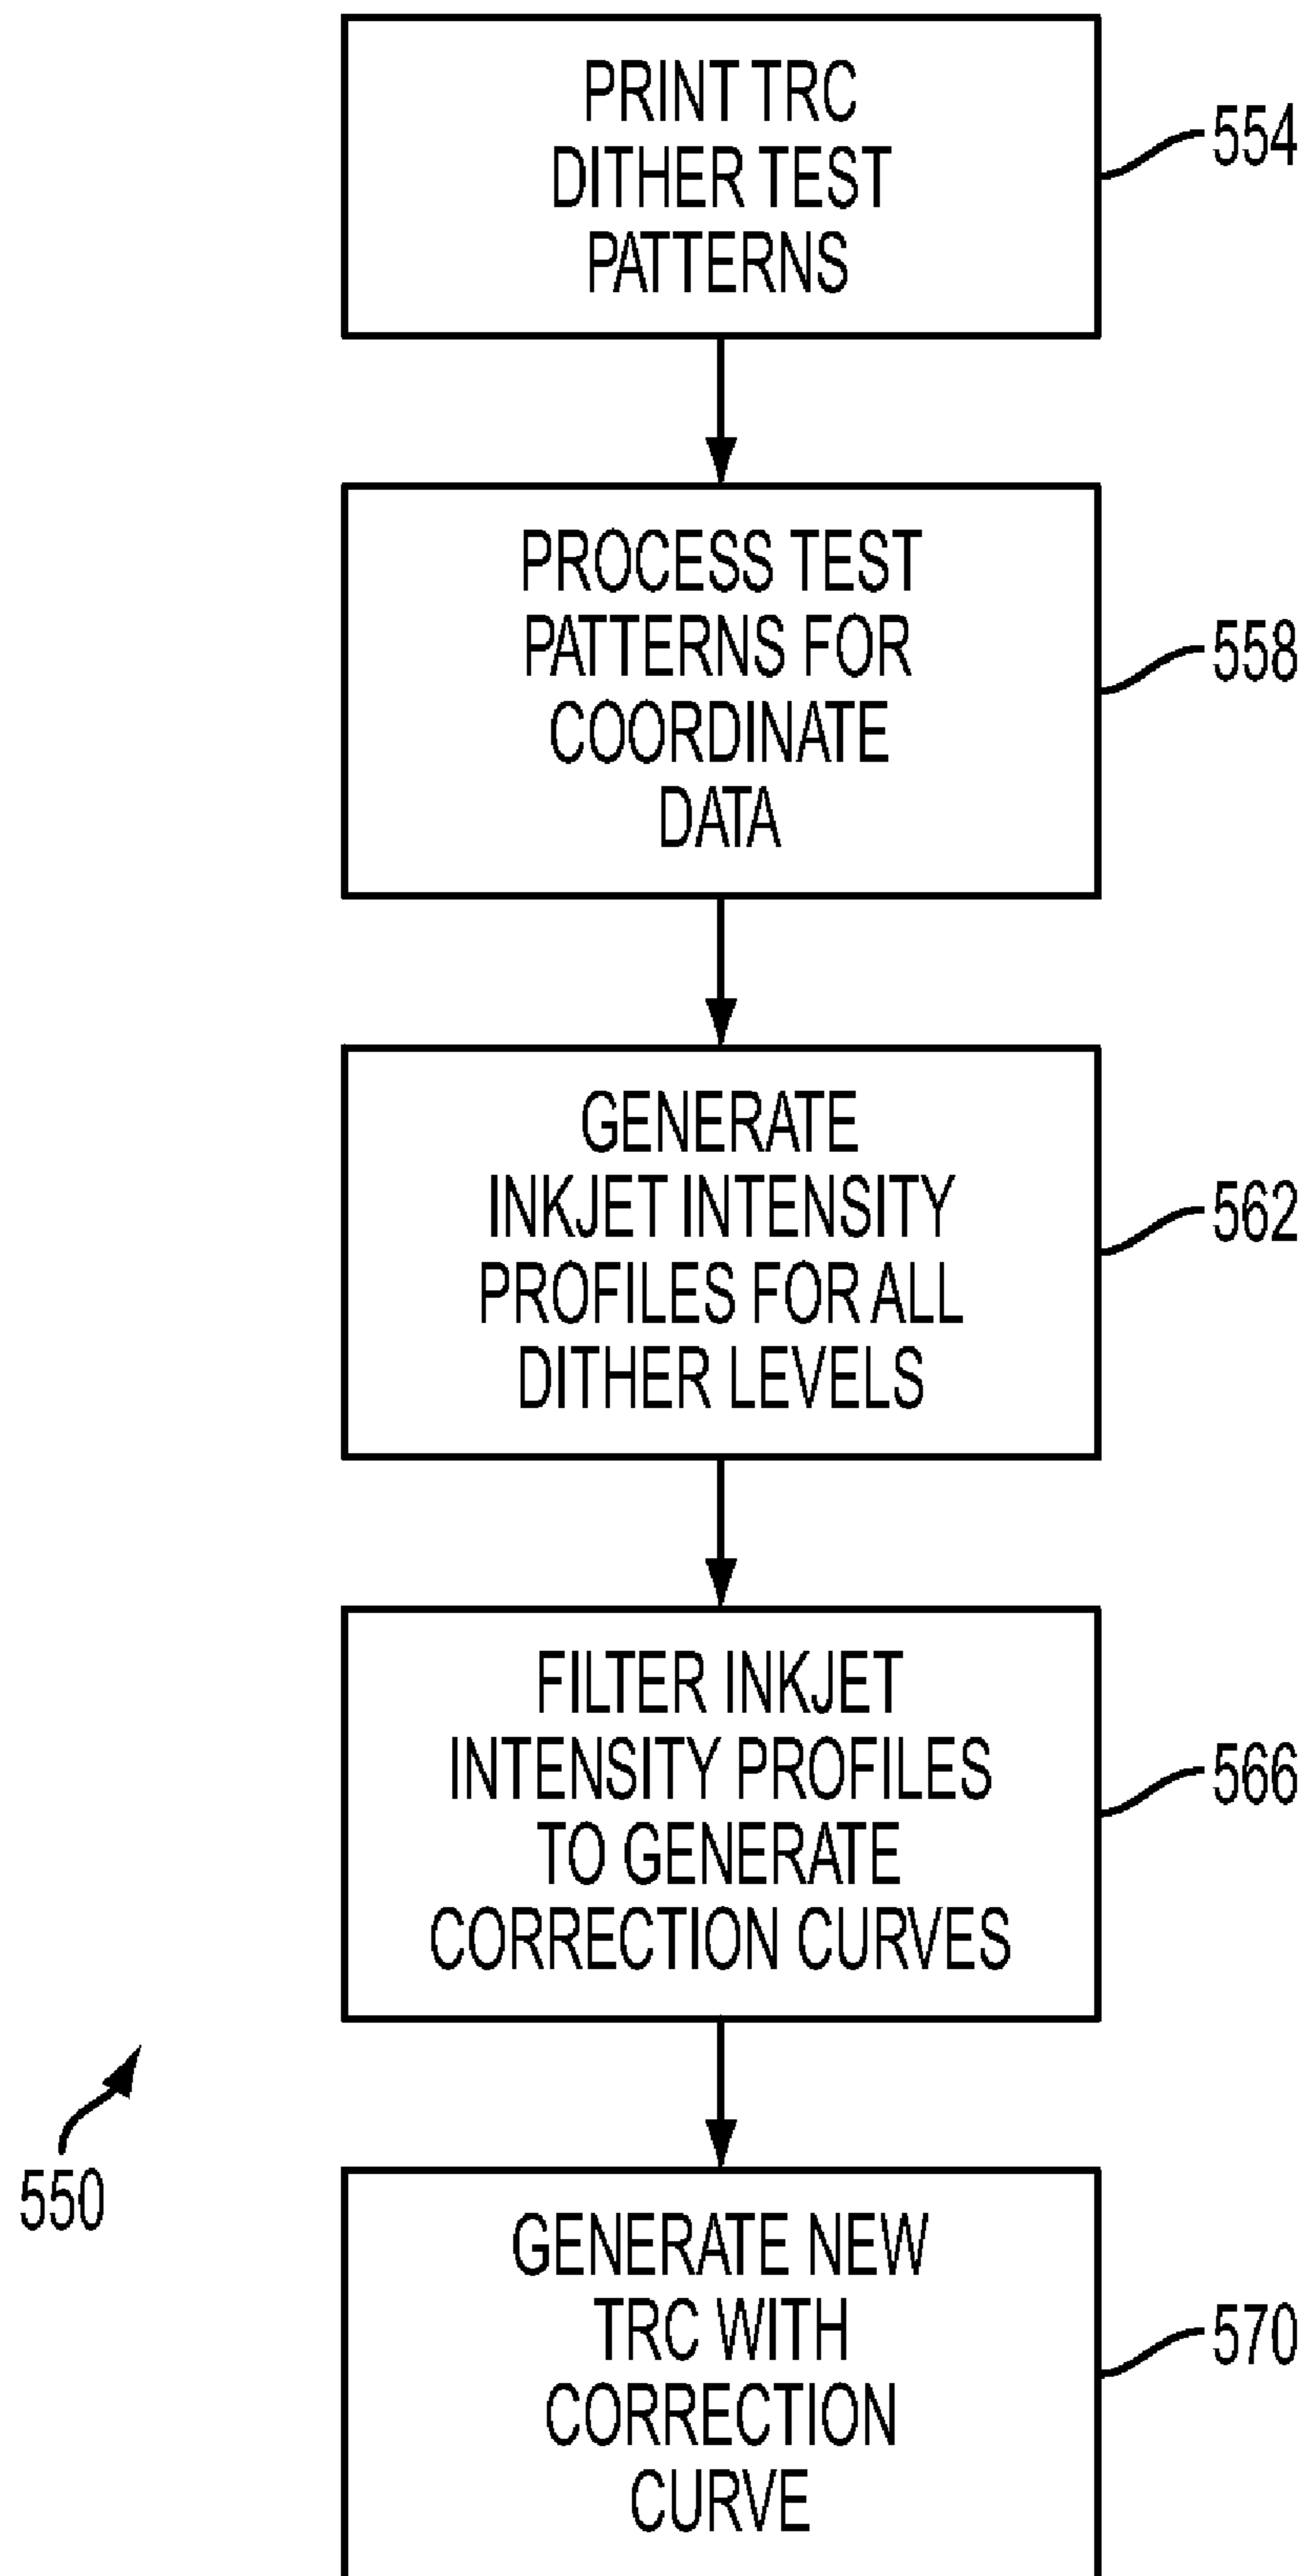 PRINT TRC
DITHER TEST
PATTERNS
554
PROCESS TEST
PATTERNS FOR
COORDINATE
DATA
558
GENERATE
INKJET INTENSITY
PROFILES FOR ALL
DITHER LEVELS
562
FILTER INKJET
INTENSITY PROFILES
TO GENERATE
CORRECTION CURVES
566
550
GENERATE NEW
TRC WITH
CORRECTION
CURVE
570